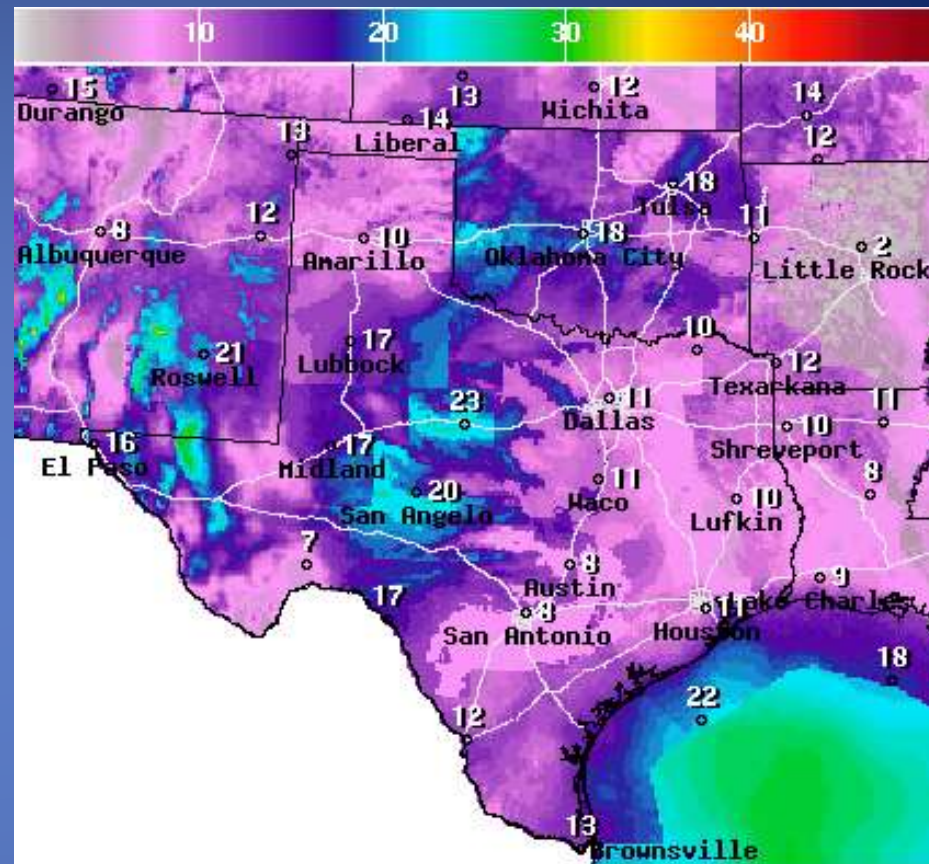 10 20 30 40
15
Durango
13
12
Wichita
14
14
Liberal
13
12
18
Tulsa
8
Albuquerque
12
10
Amarillo
18
Oklahoma City
11
2
Little Rock
21
Roswell
17
Lubbock
10
12
Texarkana
23
11
Dallas
10
Shreveport
11
16
El Paso
17
Midland
20
San Angelo
11
Waco
10
Lufkin
8
7
8
Austin
9
Lake Charles
17
8
San Antonio
11
Houston
18
22
12
13
Brownsville